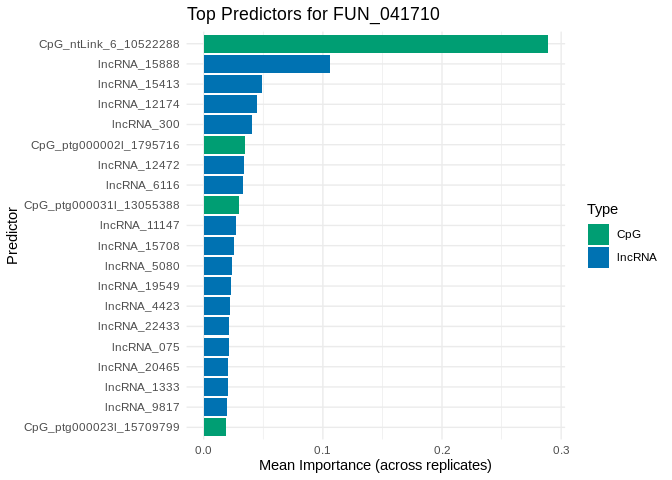 Top Predictors for FUN_041710
Predictor
CpG_ntLink_6_10522288
lncRNA_15888
lncRNA_15413
lncRNA_12174
lncRNA_300
CpG_ptg000002l_1795716
lncRNA_12472
lncRNA_6116
CpG_ptg000031l_13055388
lncRNA_11147
lncRNA_15708
lncRNA_5080
lncRNA_19549
lncRNA_4423
lncRNA_22433
lncRNA_075
lncRNA_20465
lncRNA_1333
lncRNA_9817
CpG_ptg000023l_15709799
0.0 0.1 0.2 0.3
Mean Importance (across replicates)
Type
CpG
lncRNA